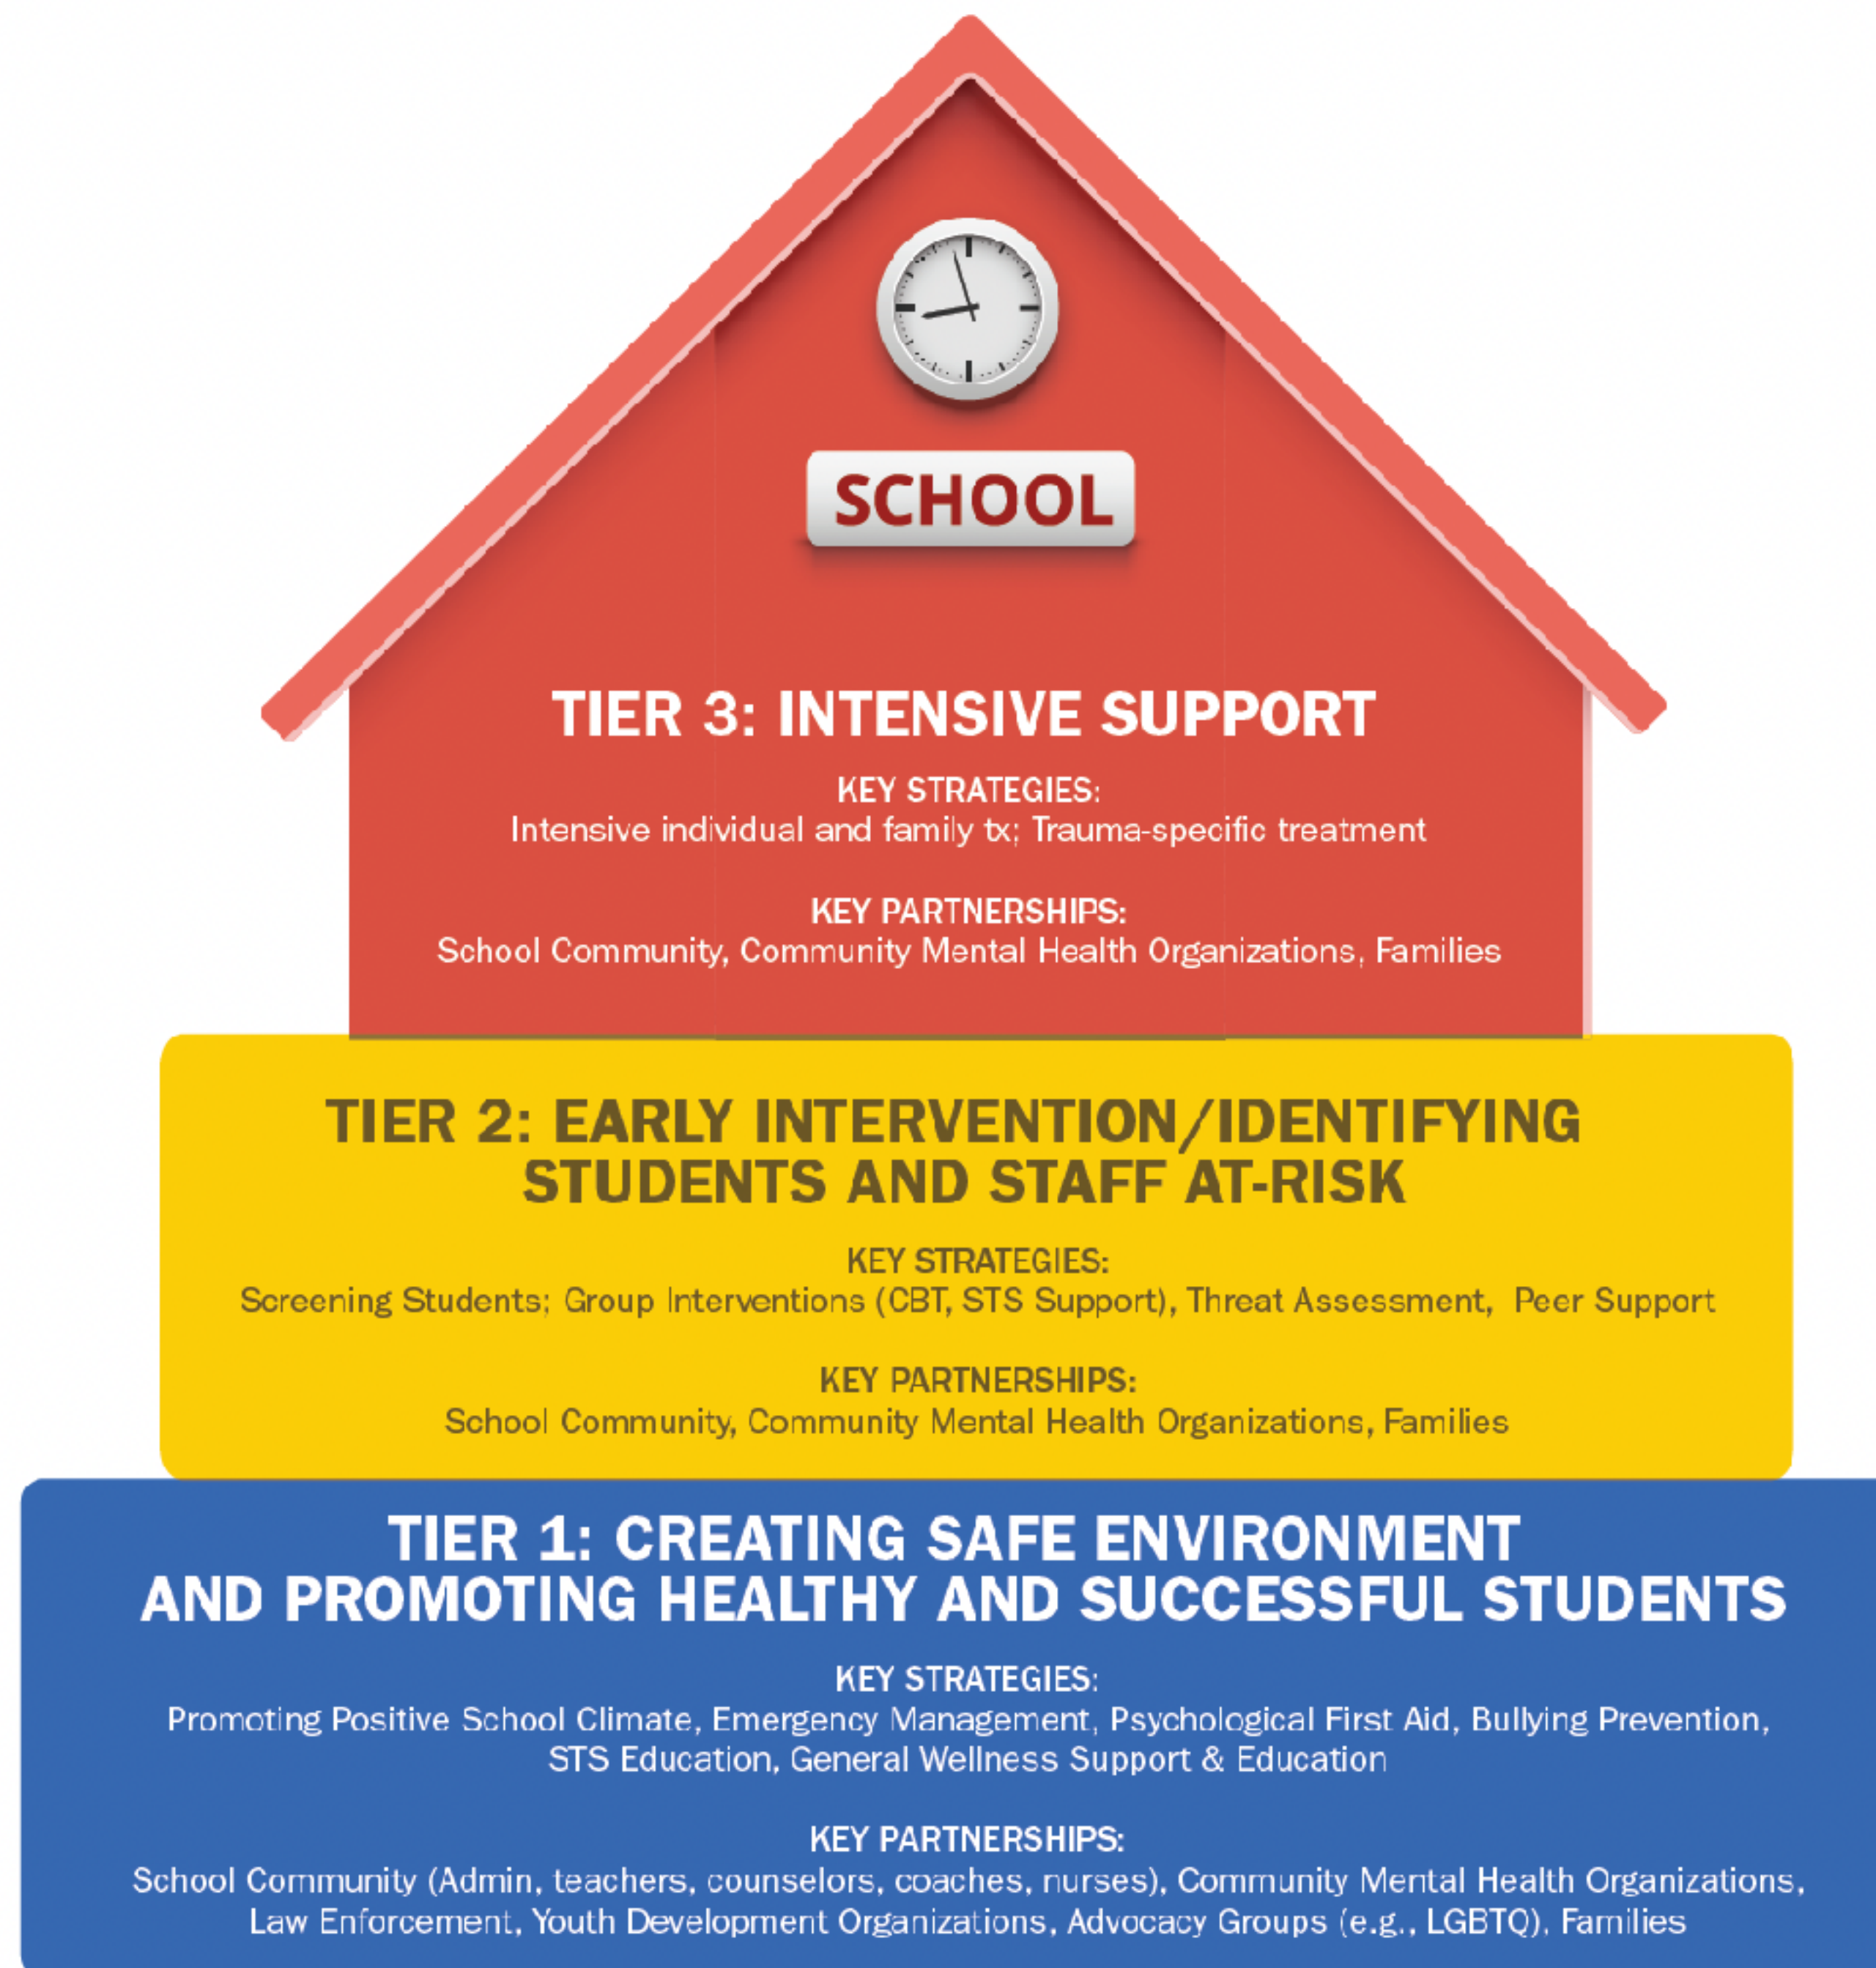 SCHOOL
TIER 3: INTENSIVE SUPPORT
KEY STRATEGIES:
Intensive individual and family tx; Trauma-specific treatment
KEY PARTNERSHIPS:
School Community, Community Mental Health Organizations, Families
TIER 2: EARLY INTERVENTION/IDENTIFYING
STUDENTS AND STAFF AT-RISK
KEY STRATEGIES:
Screening Students; Group Interventions (CBT, STS Support), Threat Assessment, Peer Support
KEY PARTNERSHIPS:
School Community, Community Mental Health Organizations, Families
TIER 1: CREATING SAFE ENVIRONMENT
AND PROMOTING HEALTHY AND SUCCESSFUL STUDENTS
KEY STRATEGIES:
Promoting Positive School Climate, Emergency Management, Psychological First Aid, Bullying Prevention,
STS Education, General Wellness Support & Education
KEY PARTNERSHIPS:
School Community (Admin, teachers, counselors, coaches, nurses), Community Mental Health Organizations,
Law Enforcement, Youth Development Organizations, Advocacy Groups (e.g., LGBTQ), Families